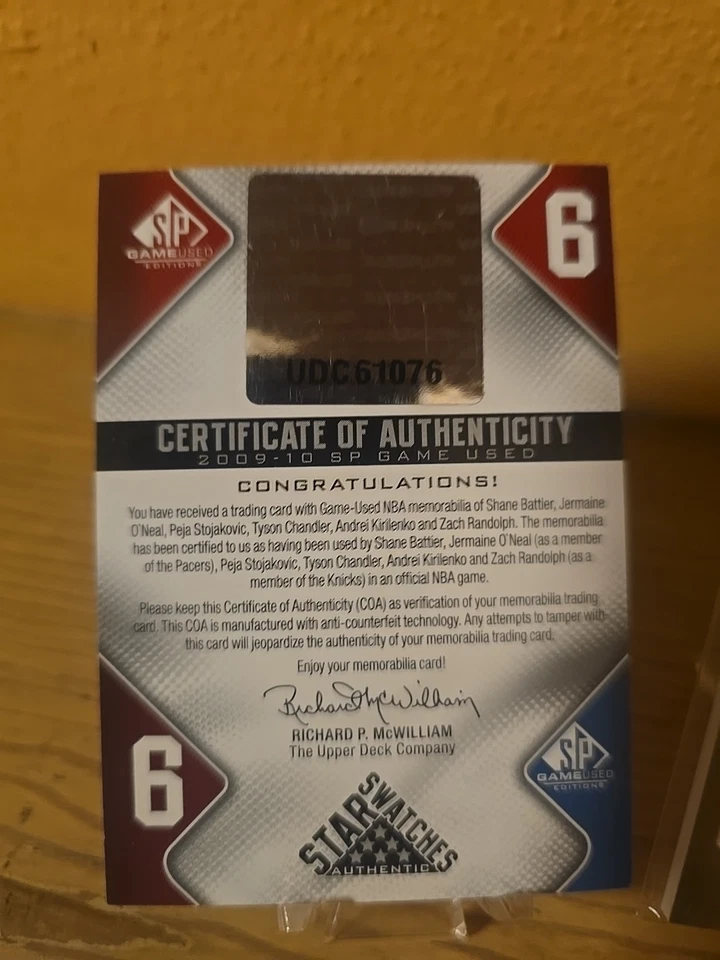 SP
GAMEUSED
EDITIONS
6
UDC61076
CERTIFICATE OF AUTHENTICITY
2009-10 SP GAME USED
CONGRATULATIONS!
You have received a trading card with Game-Used NBA memorabilia of Shane Battier, Jermaine
O'Neal, Peja Stojakovic, Tyson Chandler, Andrei Kirilenko and Zach Randolph. The memorabilia
has been certified to us as having been used by Shane Battier, Jermaine O'Neal (as a member
of the Pacers), Peja Stojakovic, Tyson Chandler, Andrei Kirilenko and Zach Randolph (as a
member of the Knicks) in an official NBA game.
Please keep this Certificate of Authenticity (COA) as verification of your memorabilia trading
card. This COA is manufactured with anti-counterfeit technology. Any attempts to tamper with
this card will jeopardize the authenticity of your memorabilia trading card.
Enjoy your memorabilia card!
Richard P. McWilliam
RICHARD P. McWILLIAM
The Upper Deck Company
6
SP
GAMEUSED
EDITIONS
STAR SWATCHES
AUTHENTIC